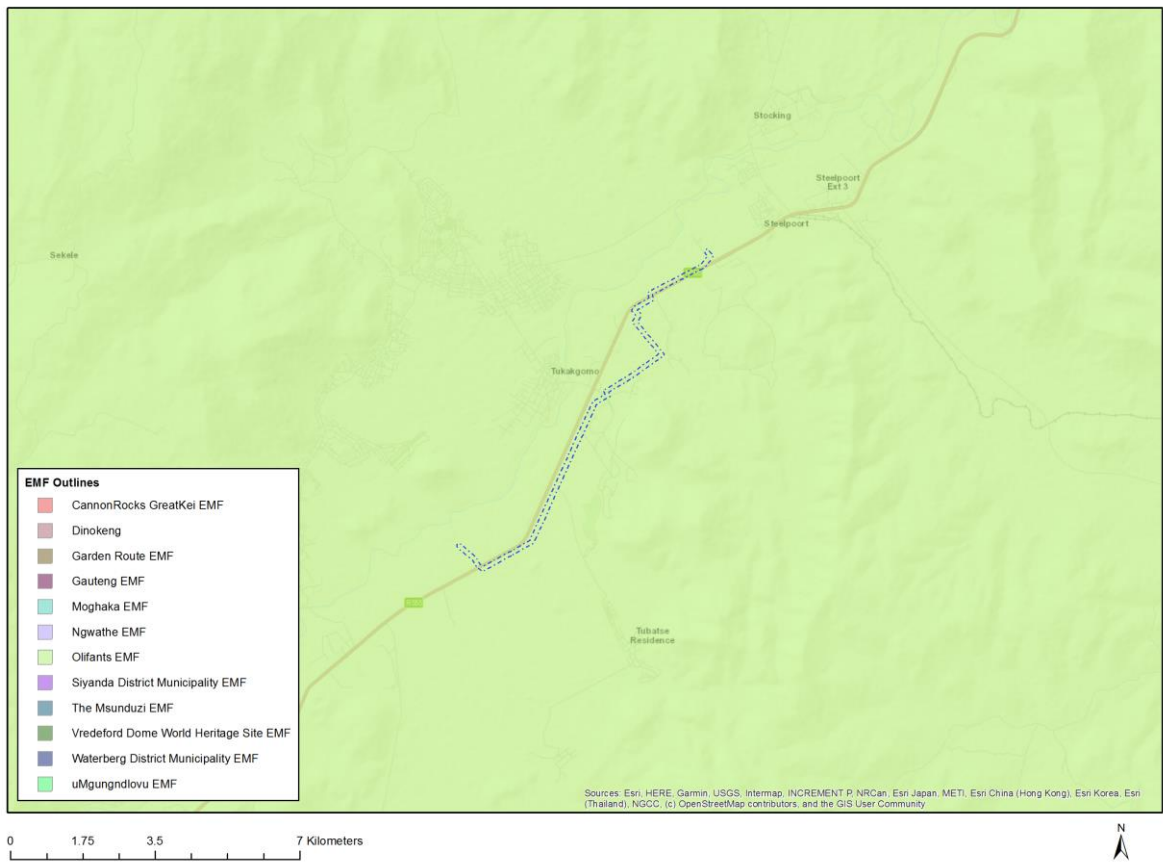 Stocking
Steelpoort
Ext 3
Steelpoort
Sekele
Tukakgomo
Tubatse
Residence
EMF Outlines
CannonRocks GreatKei EMF
Dinokeng
Garden Route EMF
Gauteng EMF
Moghaka EMF
Ngwathe EMF
Olifants EMF
Siyanda District Municipality EMF
The Msunduzi EMF
Vredeford Dome World Heritage Site EMF
Waterberg District Municipality EMF
uMgungndlovu EMF
Sources: Esri, HERE, Garmin, USGS, Intermap, INCREMENT P, NRCan, Esri Japan, METI, Esri China (Hong Kong), Esri Korea, Esri
(Thailand), NGCC, (c) OpenStreetMap contributors, and the GIS User Community
0 1.75 3.5 7 Kilometers
N